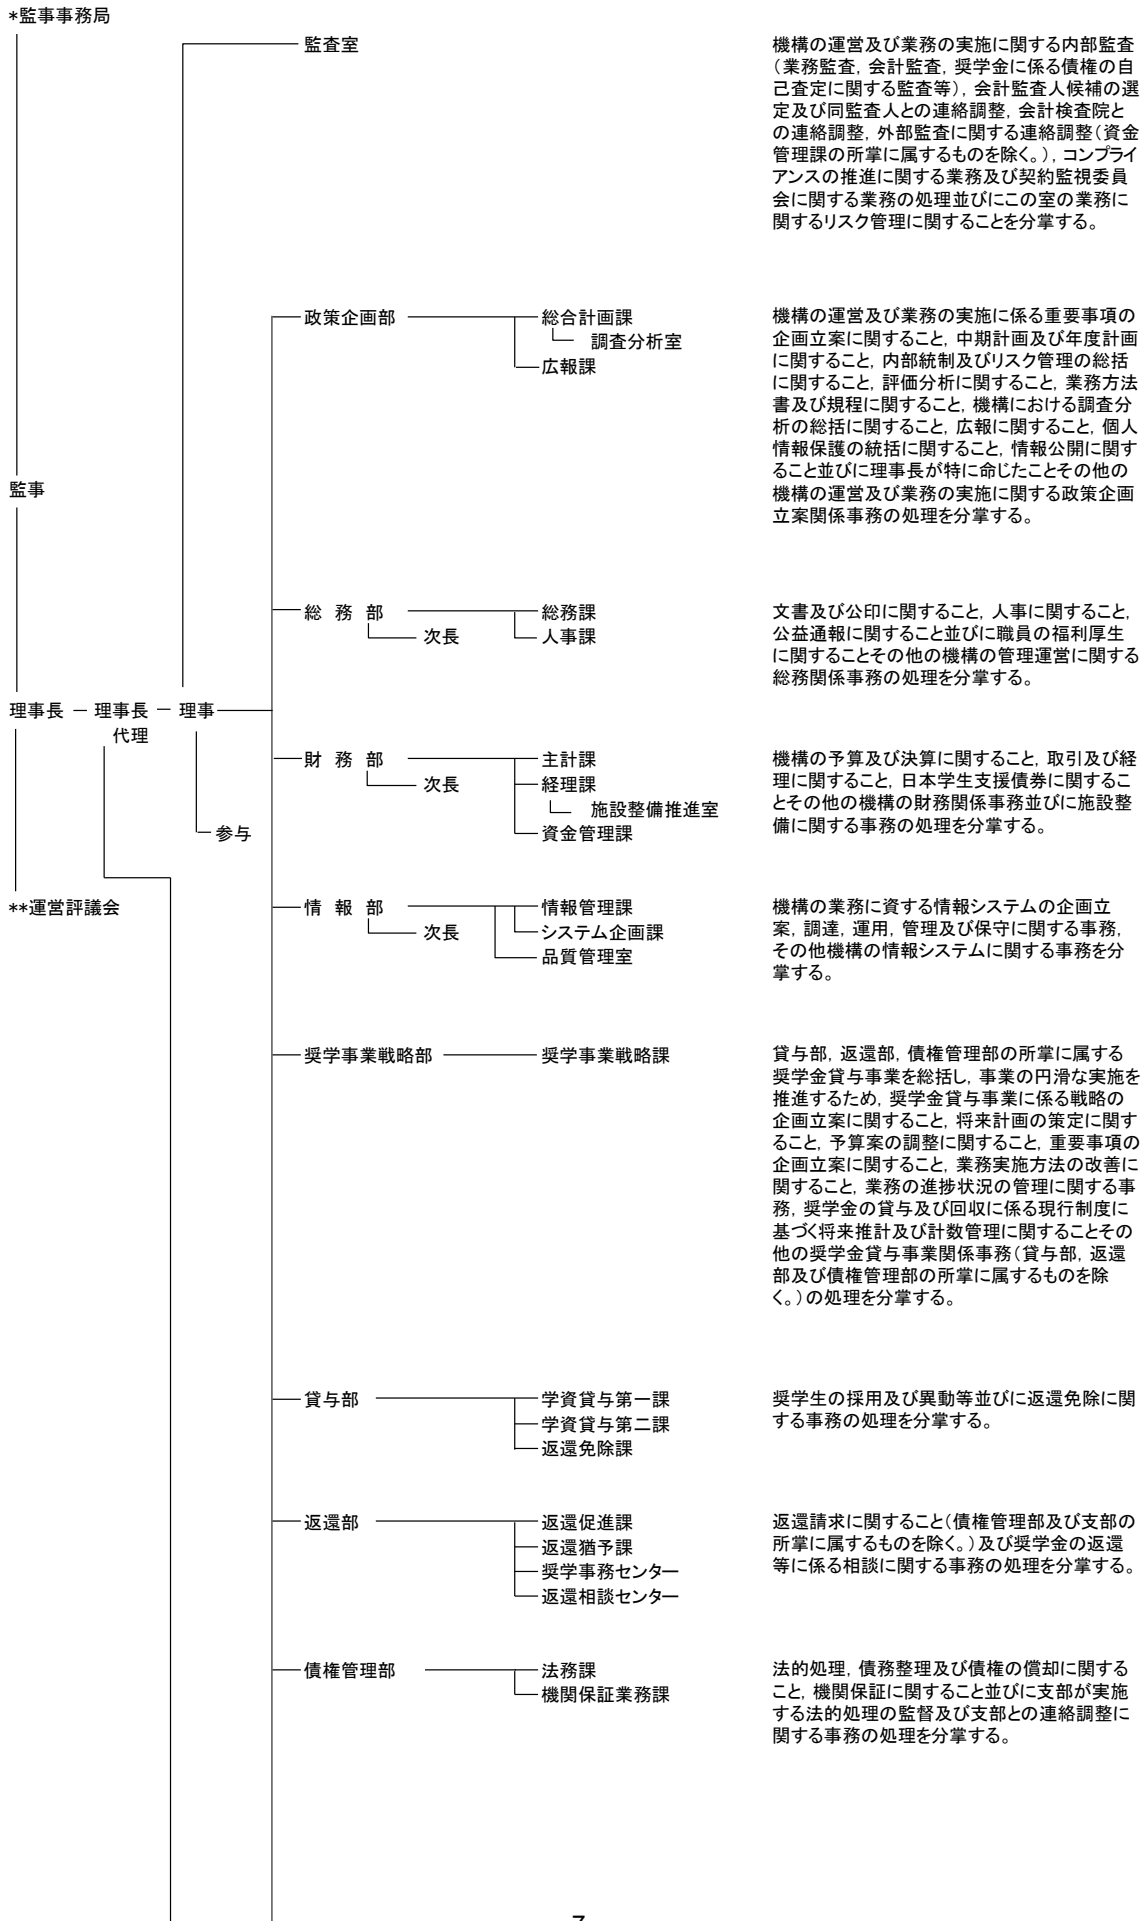 *監事事務局
監査室
機構の運営及び業務の実施に関する内部監査
（業務監査，会計監査，奨学金に係る債権の自
己査定に関する監査等），会計監査人候補の選
定及び同監査人との連絡調整，会計検査院と
の連絡調整，外部監査に関する連絡調整（資金
管理課の所掌に属するものを除く。），コンプライ
アンスの推進に関する業務及び契約監視委員
会に関する業務の処理並びにこの室の業務に
関するリスク管理に関することを分掌する。
政策企画部
総合計画課
調査分析室
広報課
機構の運営及び業務の実施に係る重要事項の
企画立案に関すること，中期計画及び年度計画
に関すること，内部統制及びリスク管理の総括
に関すること，評価分析に関すること，業務方法
書及び規程に関すること，機構における調査分
析の総括に関すること，広報に関すること，個人
情報保護の統括に関すること，情報公開に関す
ること並びに理事長が特に命じたことその他の
機構の運営及び業務の実施に関する政策企画
立案関係事務の処理を分掌する。
監事
総 務 部
次長
総務課
人事課
文書及び公印に関すること，人事に関すること，
公益通報に関すること並びに職員の福利厚生
に関することその他の機構の管理運営に関する
総務関係事務の処理を分掌する。
理事長 － 理事長 － 理事
代理
参与
財 務 部
次長
主計課
経理課
施設整備推進室
資金管理課
機構の予算及び決算に関すること，取引及び経
理に関すること，日本学生支援債券に関するこ
とその他の機構の財務関係事務並びに施設整
備に関する事務の処理を分掌する。
**運営評議会
情 報 部
次長
情報管理課
システム企画課
品質管理室
機構の業務に資する情報システムの企画立
案，調達，運用，管理及び保守に関する事務，
その他機構の情報システムに関する事務を分
掌する。
奨学事業戦略部
奨学事業戦略課
貸与部，返還部，債権管理部の所掌に属する
奨学金貸与事業を総括し，事業の円滑な実施を
推進するため，奨学金貸与事業に係る戦略の
企画立案に関すること，将来計画の策定に関す
ること，予算案の調整に関すること，重要事項の
企画立案に関すること，業務実施方法の改善に
関すること，業務の進捗状況の管理に関する事
務，奨学金の貸与及び回収に係る現行制度に
基づく将来推計及び計数管理に関することその
他の奨学金貸与事業関係事務（貸与部，返還
部及び債権管理部の所掌に属するものを除
く。）の処理を分掌する。
貸与部
学資貸与第一課
学資貸与第二課
返還免除課
奨学生の採用及び異動等並びに返還免除に関
する事務の処理を分掌する。
返還部
返還促進課
返還猶予課
奨学事務センター
返還相談センター
返還請求に関すること（債権管理部及び支部の
所掌に属するものを除く。）及び奨学金の返還
等に係る相談に関する事務の処理を分掌する。
債権管理部
法務課
機関保証業務課
法的処理，債務整理及び債権の償却に関する
こと，機関保証に関すること並びに支部が実施
する法的処理の監督及び支部との連絡調整に
関する事務の処理を分掌する。